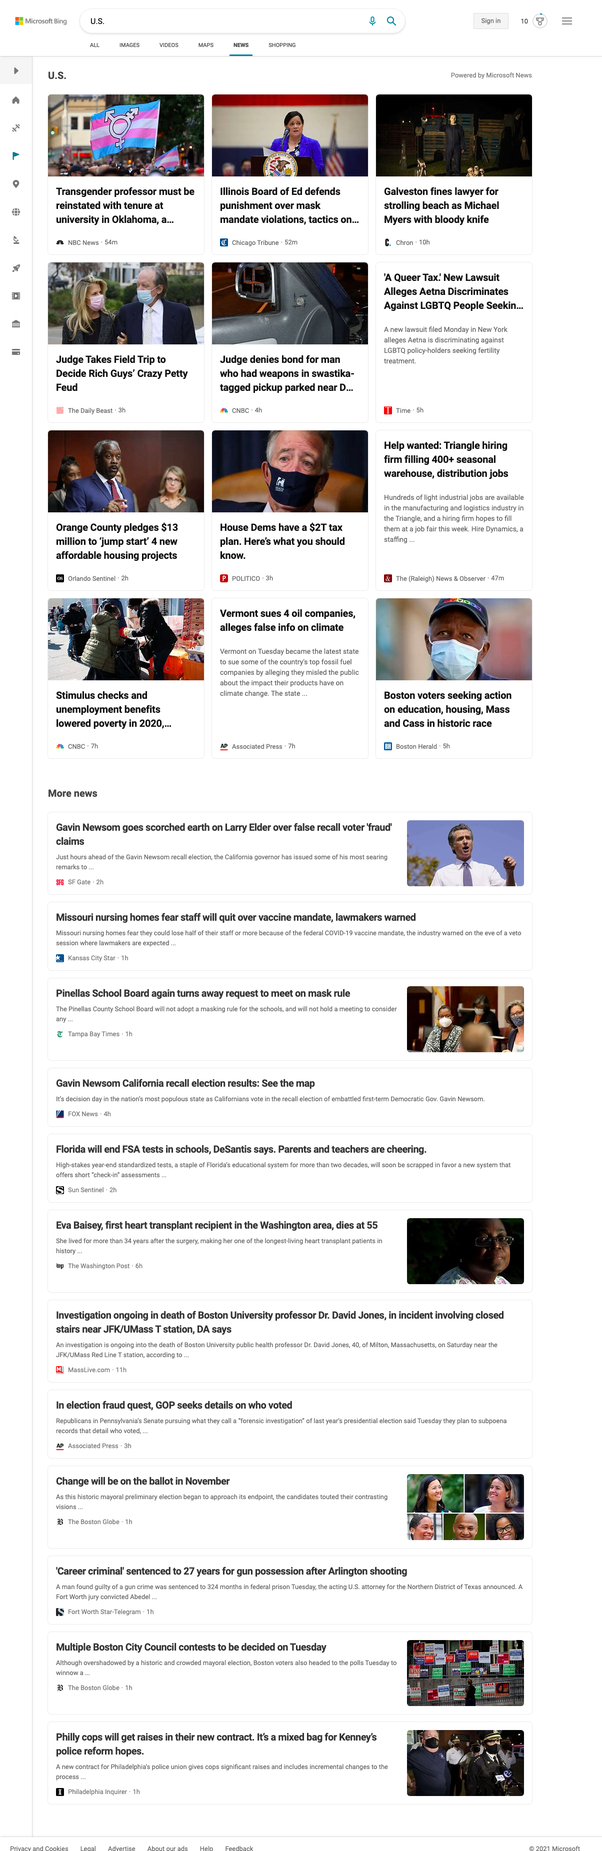 Microsoft Bing
U.S.
Sign in
10
ALL
IMAGES
VIDEOS
MAPS
NEWS
SHOPPING
U.S.
Powered by Microsoft News
Transgender professor must be
reinstated with tenure at
university in Oklahoma, a...
NBC News · 54m
Illinois Board of Ed defends
punishment over mask
mandate violations, tactics on...
Chicago Tribune · 52m
Galveston fines lawyer for
strolling beach as Michael
Myers with bloody knife
Chron · 10h
Judge Takes Field Trip to
Decide Rich Guys' Crazy Petty
Feud
The Daily Beast · 3h
Judge denies bond for man
who had weapons in swastika-
tagged pickup parked near D...
CNBC · 4h
'A Queer Tax.' New Lawsuit
Alleges Aetna Discriminates
Against LGBTQ People Seekin...
A new lawsuit filed Monday in New York
alleges Aetna is discriminating against
LGBTQ policy-holders seeking fertility
treatment.
Time · 5h
Orange County pledges $13
million to 'jump start' 4 new
affordable housing projects
Orlando Sentinel · 2h
House Dems have a $2T tax
plan. Here's what you should
know.
POLITICO · 3h
Help wanted: Triangle hiring
firm filling 400+ seasonal
warehouse, distribution jobs
Hundreds of light industrial jobs are available
in the manufacturing and logistics industry in
the Triangle, and a hiring firm hopes to fill
them at a job fair this week. Hire Dynamics, a
staffing ...
The (Raleigh) News & Observer · 47m
Stimulus checks and
unemployment benefits
lowered poverty in 2020,...
CNBC · 7h
Vermont sues 4 oil companies,
alleges false info on climate
Vermont on Tuesday became the latest state
to sue some of the country's top fossil fuel
companies by alleging they misled the public
about the impact their products have on
climate change. The state ...
AP Associated Press · 7h
Boston voters seeking action
on education, housing, Mass
and Cass in historic race
Boston Herald · 5h
More news
Gavin Newsom goes scorched earth on Larry Elder over false recall voter 'fraud'
claims
Just hours ahead of the Gavin Newsom recall election, the California governor has issued some of his most searing
remarks to ...
SF Gate · 2h
Missouri nursing homes fear staff will quit over vaccine mandate, lawmakers warned
Missouri nursing homes fear they could lose half of their staff or more because of the federal COVID-19 vaccine mandate, the industry warned on the eve of a veto
session where lawmakers are expected ...
Kansas City Star · 1h
Pinellas School Board again turns away request to meet on mask rule
The Pinellas County School Board will not adopt a masking rule for the schools, and will not hold a meeting to consider
any ...
Tampa Bay Times · 1h
Gavin Newsom California recall election results: See the map
It's decision day in the nation's most populous state as Californians vote in the recall election of embattled first-term Democratic Gov. Gavin Newsom.
FOX News · 4h
Florida will end FSA tests in schools, DeSantis says. Parents and teachers are cheering.
High-stakes year-end standardized tests, a staple of Florida's educational system for more than two decades, will soon be scrapped in favor a new system that
offers short "check-in" assessments ...
Sun Sentinel · 2h
Eva Baisey, first heart transplant recipient in the Washington area, dies at 55
She lived for more than 34 years after the surgery, making her one of the longest-living heart transplant patients in
history ...
wp The Washington Post · 6h
Investigation ongoing in death of Boston University professor Dr. David Jones, in incident involving closed
stairs near JFK/UMass T station, DA says
An investigation is ongoing into the death of Boston University public health professor Dr. David Jones, 40, of Milton, Massachusetts, on Saturday near the
JFK/UMass Red Line T station, according to ...
MassLive.com · 11h
In election fraud quest, GOP seeks details on who voted
Republicans in Pennsylvania's Senate pursuing what they call a "forensic investigation" of last year's presidential election said Tuesday they plan to subpoena
records that detail who voted, ...
AP Associated Press · 3h
Change will be on the ballot in November
As this historic mayoral preliminary election began to approach its endpoint, the candidates touted their contrasting
visions ...
The Boston Globe · 1h
'Career criminal' sentenced to 27 years for gun possession after Arlington shooting
A man found guilty of a gun crime was sentenced to 324 months in federal prison Tuesday, the acting U.S. attorney for the Northern District of Texas announced. A
Fort Worth jury convicted Abedel ...
Fort Worth Star-Telegram · 1h
Multiple Boston City Council contests to be decided on Tuesday
Although overshadowed by a historic and crowded mayoral election, Boston voters also headed to the polls Tuesday to
winnow a ...
The Boston Globe · 1h
Philly cops will get raises in their new contract. It's a mixed bag for Kenney's
police reform hopes.
A new contract for Philadelphia's police union gives cops significant raises and includes incremental changes to the
process ...
Philadelphia Inquirer · 1h
Privacy and Cookies
Legal
Advertise
About our ads
Help
Feedback
© 2021 Microsoft